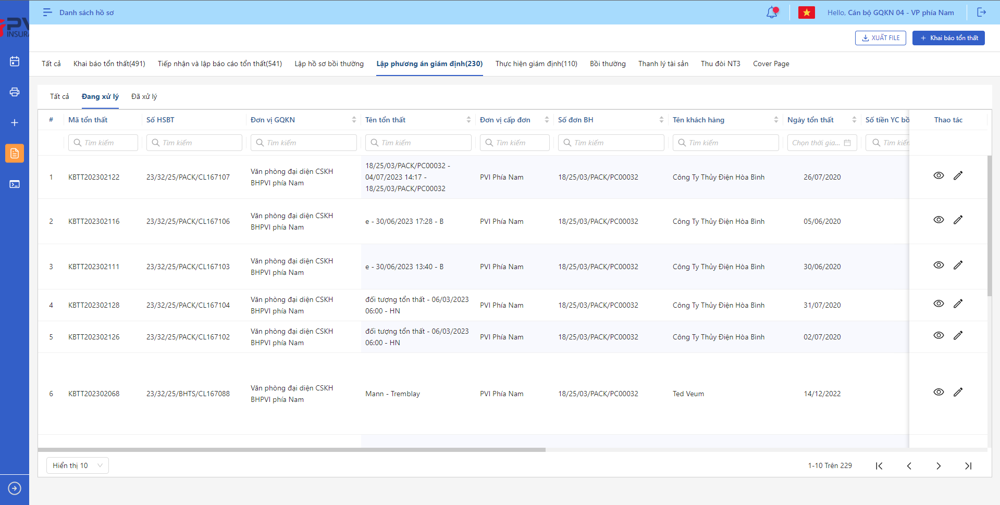 Danh sách hồ sơ
Hello, Cán bộ GQKN 04 - VP phía Nam
XUẤT FILE
Khai báo tổn thất
Tất cả
Khai báo tổn thất(491)
Tiếp nhận và lập báo cáo tổn thất(541)
Lập hồ sơ bồi thường
Lập phương án giám định(230)
Thực hiện giám định(110)
Bồi thường
Thanh lý tài sản
Thu đòi NT3
Cover Page
Tất cả
Đang xử lý
Đã xử lý
#
Mã tổn thất
Số HSBT
Đơn vị GQKN
Tên tổn thất
Đơn vị cấp đơn
Số đơn BH
Tên khách hàng
Ngày tổn thất
Số tiền YC bồ
Thao tác
Tìm kiếm
Tìm kiếm
Tìm kiếm
Tìm kiếm
Tìm kiếm
Tìm kiếm
Tìm kiếm
Chọn thời gia...
Tìm kiếm
1
KBTT202302122
23/32/25/PACK/CL167107
Văn phòng đại diện CSKH
BHPVI phía Nam
18/25/03/PACK/PC00032 -
04/07/2023 14:17 -
18/25/03/PACK/PC00032
PVI Phía Nam
18/25/03/PACK/PC00032
Công Ty Thủy Điện Hòa Bình
26/07/2020
2
KBTT202302116
23/32/25/PACK/CL167106
Văn phòng đại diện CSKH
BHPVI phía Nam
e - 30/06/2023 17:28 - B
PVI Phía Nam
18/25/03/PACK/PC00032
Công Ty Thủy Điện Hòa Bình
05/06/2020
3
KBTT202302111
23/32/25/PACK/CL167103
Văn phòng đại diện CSKH
BHPVI phía Nam
e - 30/06/2023 13:40 - B
PVI Phía Nam
18/25/03/PACK/PC00032
Công Ty Thủy Điện Hòa Bình
30/06/2020
4
KBTT202302128
23/32/25/PACK/CL167104
Văn phòng đại diện CSKH
BHPVI phía Nam
đối tượng tổn thất - 06/03/2023
06:00 - HN
PVI Phía Nam
18/25/03/PACK/PC00032
Công Ty Thủy Điện Hòa Bình
31/07/2020
5
KBTT202302126
23/32/25/PACK/CL167102
Văn phòng đại diện CSKH
BHPVI phía Nam
đối tượng tổn thất - 06/03/2023
06:00 - HN
PVI Phía Nam
18/25/03/PACK/PC00032
Công Ty Thủy Điện Hòa Bình
02/07/2020
6
KBTT202302068
23/32/25/BHTS/CL167088
Văn phòng đại diện CSKH
BHPVI phía Nam
Mann - Tremblay
PVI Phía Nam
18/25/03/PACK/PC00032
Ted Veum
14/12/2022
Hiển thị 10
1-10 Trên 229